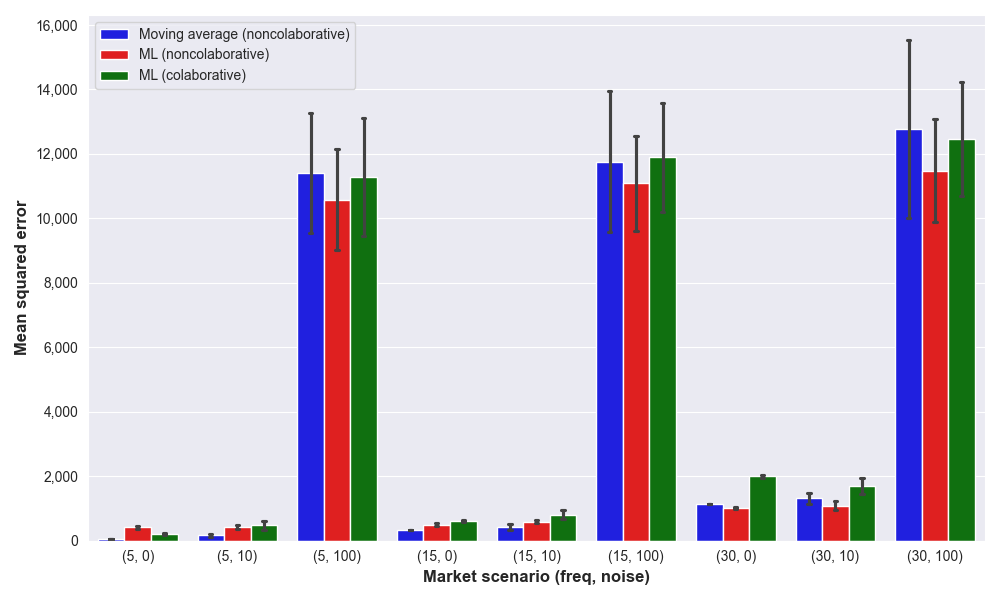 Moving average (noncolaborative)
ML (noncolaborative)
ML (colaborative)
Mean squared error
16,000
14,000
12,000
10,000
8,000
6,000
4,000
2,000
0
(5, 0) (5, 10) (5, 100) (15, 0) (15, 10) (15, 100) (30, 0) (30, 10) (30, 100)
Market scenario (freq, noise)